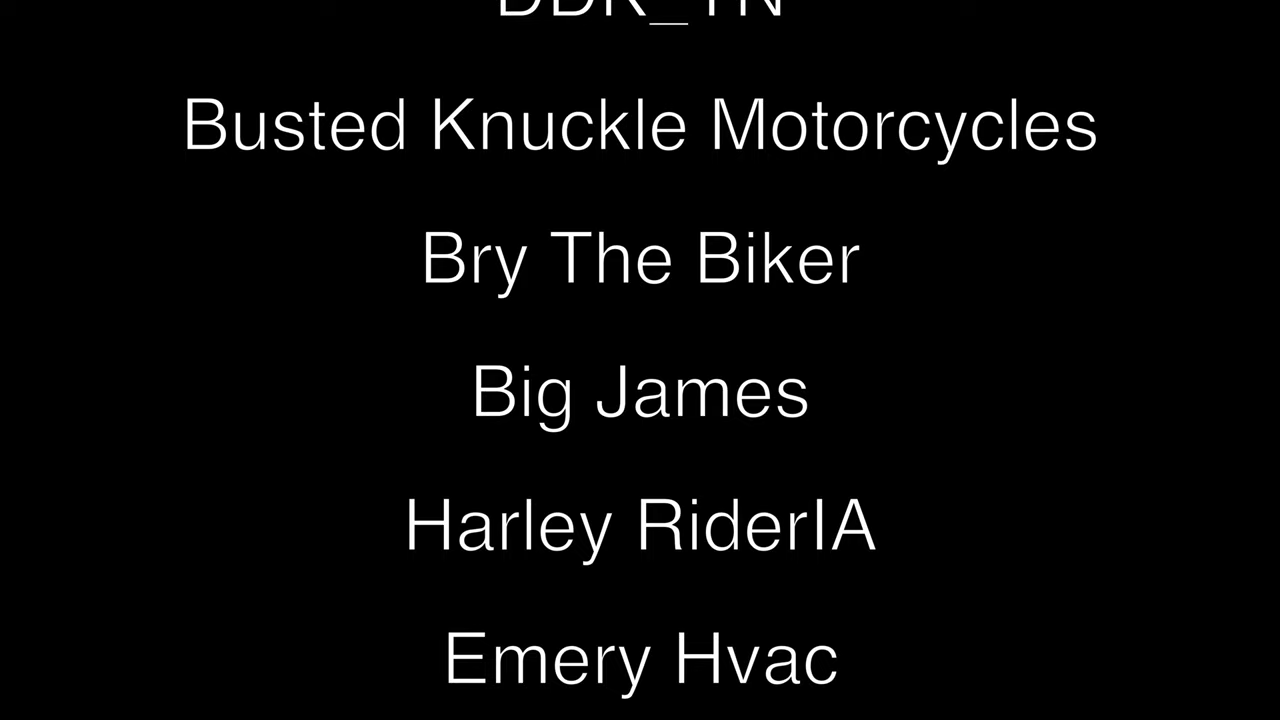 Busted Knuckle Motorcycles
Bry The Biker
Big James
Harley RiderIA
Emery Hvac